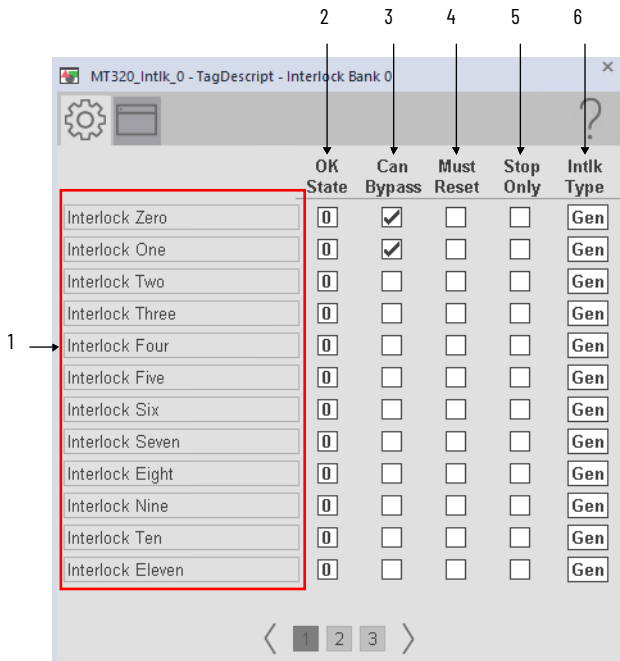 2 3 4 5 6
MT320_Intlk_0 - TagDescript - Interlock Bank 0 ×
?
OK Can Must Stop Intlk
State Bypass Reset Only Type
Interlock Zero 0 Gen
Interlock One 0 Gen
Interlock Two 0 Gen
Interlock Three 0 Gen
1 Interlock Four 0 Gen
Interlock Five 0 Gen
Interlock Six 0 Gen
Interlock Seven 0 Gen
Interlock Eight 0 Gen
Interlock Nine 0 Gen
Interlock Ten 0 Gen
Interlock Eleven 0 Gen
1 2 3